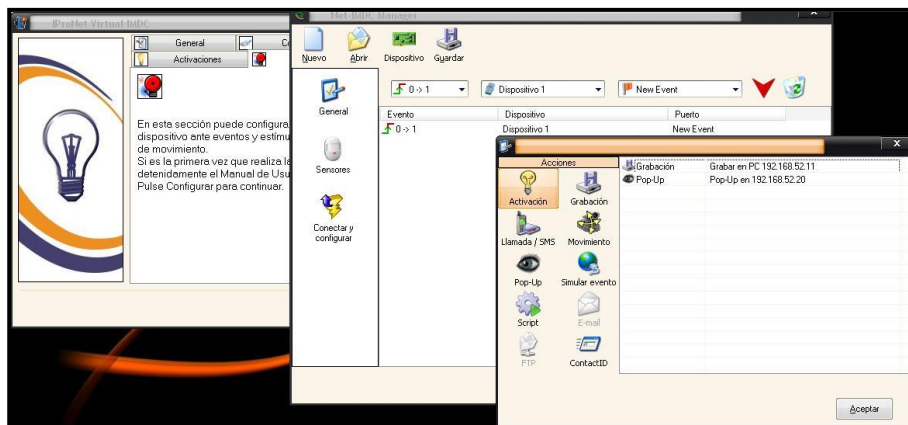 IProNet Virtual IMDC
General
Activaciones
En esta sección puede configura
dispositivo ante eventos y estímu
de movimiento.
Si es la primera vez que realiza la
detenidamente el Manual de Usu
Pulse Configurar para continuar.
Net-IMDC Manager
Nuevo
Abrir
Dispositivo
Guardar
General
Sensores
Conectar y
configurar
0 -> 1
Dispositivo 1
New Event
Evento
Dispositivo
Puerto
0 -> 1
Dispositivo 1
New Event
X
Acciones
Activación
Grabación
Llamada / SMS
Movimiento
Pop-Up
Simular evento
Script
E-mail
FTP
ContactID
Grabación
Grabar en PC 192.168.52.11
Pop-Up
Pop-Up en 192.168.52.20
Aceptar